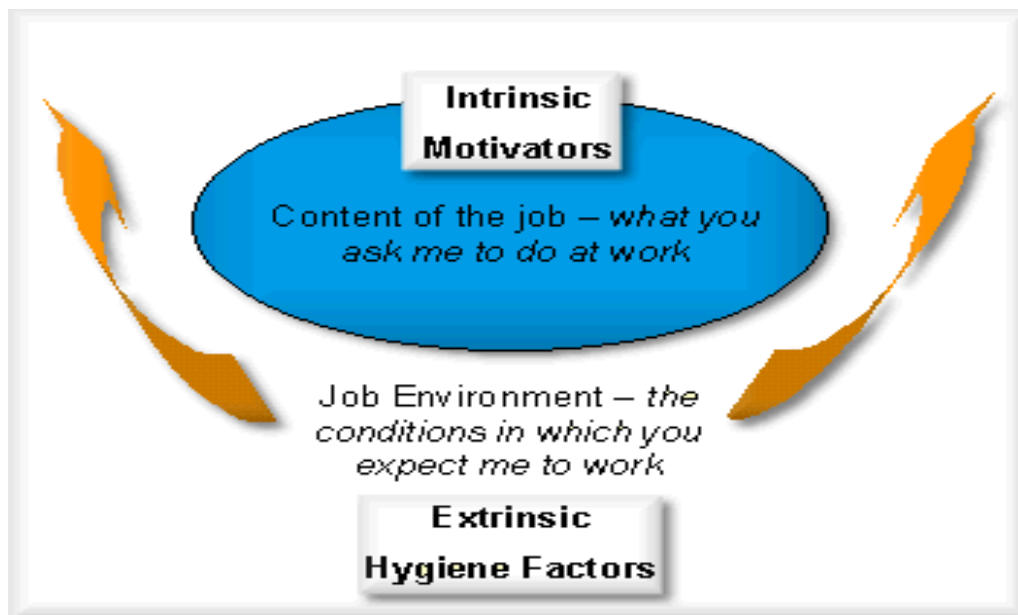 Intrinsic
Motivators
Content of the job – what you
ask me to do at work
Job Environment – the
conditions in which you
expect me to work
Extrinsic
Hygiene Factors